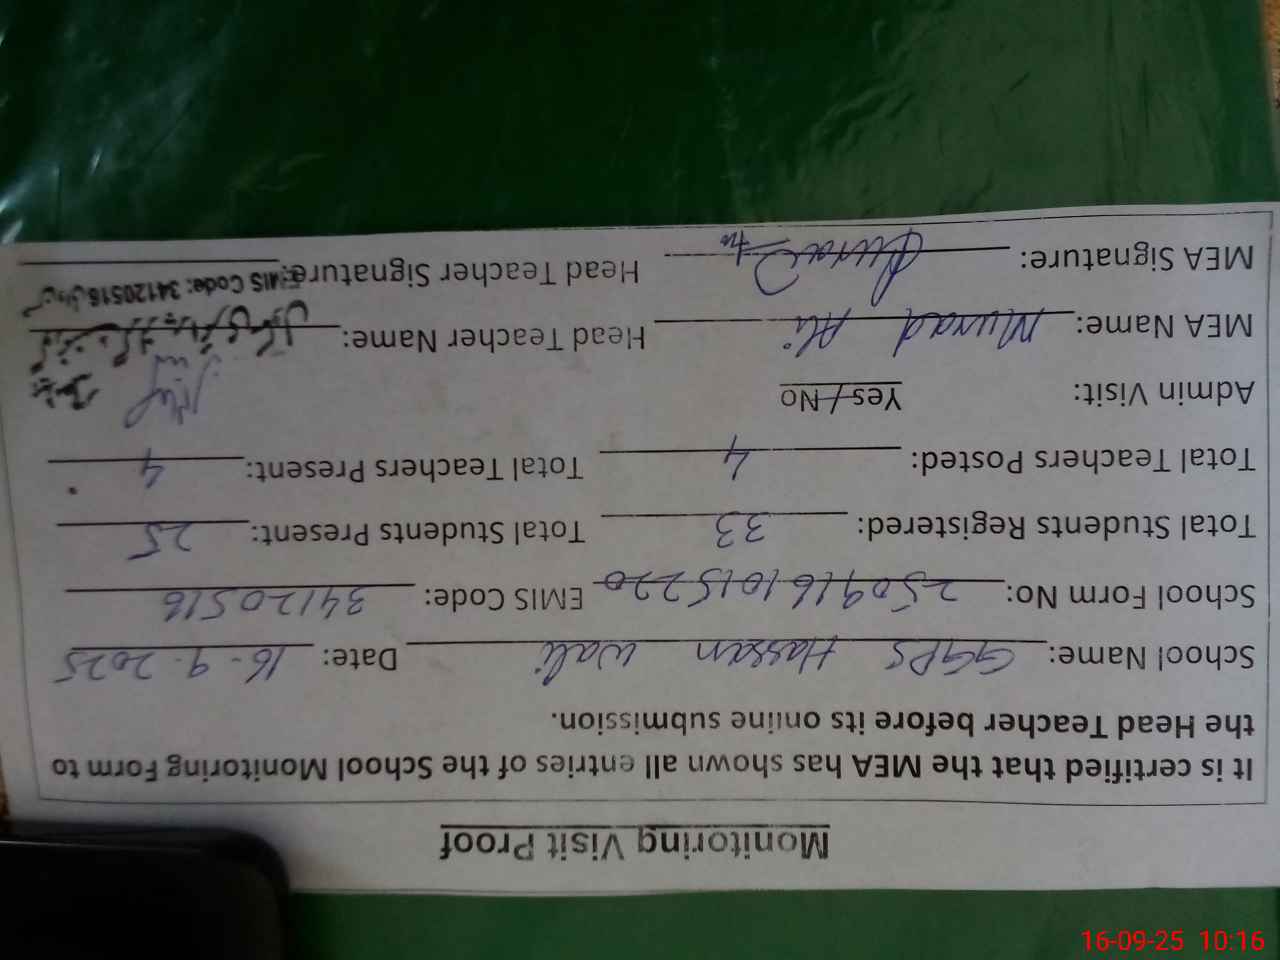 Monitoring Visit Proof
It is certified that the MEA has shown all entries of the School Monitoring Form to
the Head Teacher before its online submission.
School Name: GGPS Hassan Wali Date: 16-9-2025
School Form No: 2509161015220 EMIS Code: 34120516
Total Students Registered: 33 Total Students Present: 25
Total Teachers Posted: 4 Total Teachers Present: 4
Admin Visit: Yes / No
MEA Name: Murad Ali Head Teacher Name:
MEA Signature: Head Teacher Signature:
EMIS Code: 34120516
16-09-25 10:16